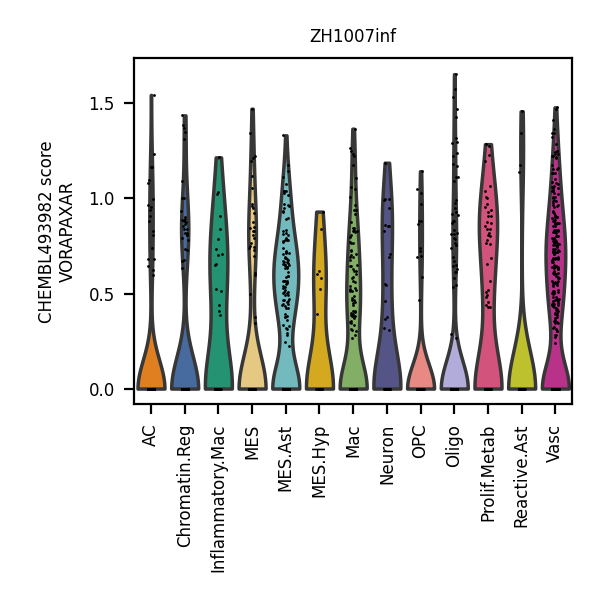 ZH1007inf
CHEMBL493982 score
VORAPAXAR
1.5
1.0
0.5
0.0
AC
Chromatin.Reg
Inflammatory.Mac
MES
MES.Ast
MES.Hyp
Mac
Neuron
OPC
Oligo
Prolif.Metab
Reactive.Ast
Vasc